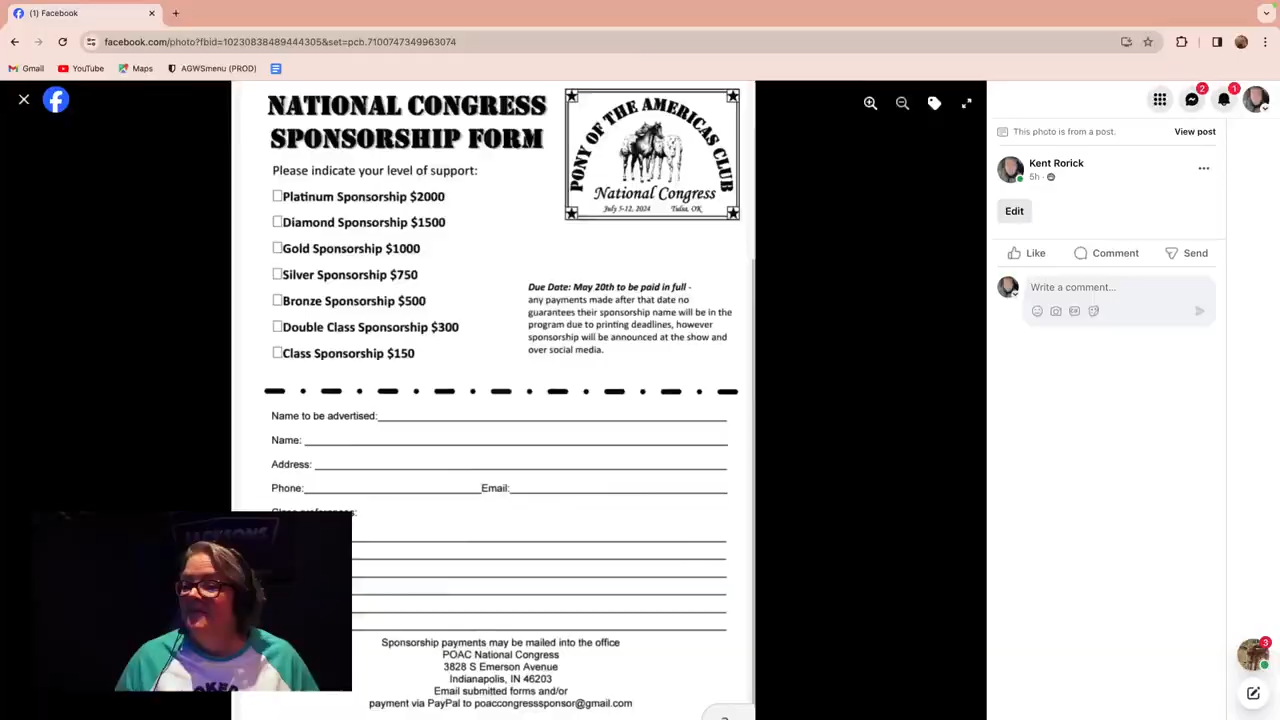 (1) Facebook
facebook.com/photo?fbid=10230838489444305&set=pcb.7100747349963074
Gmail
YouTube
Maps
AGWSmenu (PROD)
NATIONAL CONGRESS
SPONSORSHIP FORM
Please indicate your level of support:
Platinum Sponsorship $2000
Diamond Sponsorship $1500
Gold Sponsorship $1000
Silver Sponsorship $750
Bronze Sponsorship $500
Double Class Sponsorship $300
Class Sponsorship $150
PONY OF THE AMERICAS CLUB
National Congress
July 5-12, 2024 Tulsa, OK
Due Date: May 20th to be paid in full -
any payments made after that date no
guarantees their sponsorship name will be in the
program due to printing deadlines, however
sponsorship will be announced at the show and
over social media.
Name to be advertised:
Name:
Address:
Phone: Email:
Class preferences:
JACKSONS
Sponsorship payments may be mailed into the office
POAC National Congress
3828 S Emerson Avenue
Indianapolis, IN 46203
Email submitted forms and/or
payment via PayPal to poaccongresssponsor@gmail.com
2
1
This photo is from a post.
View post
Kent Rorick
5h
Edit
Like
Comment
Send
Write a comment...
3